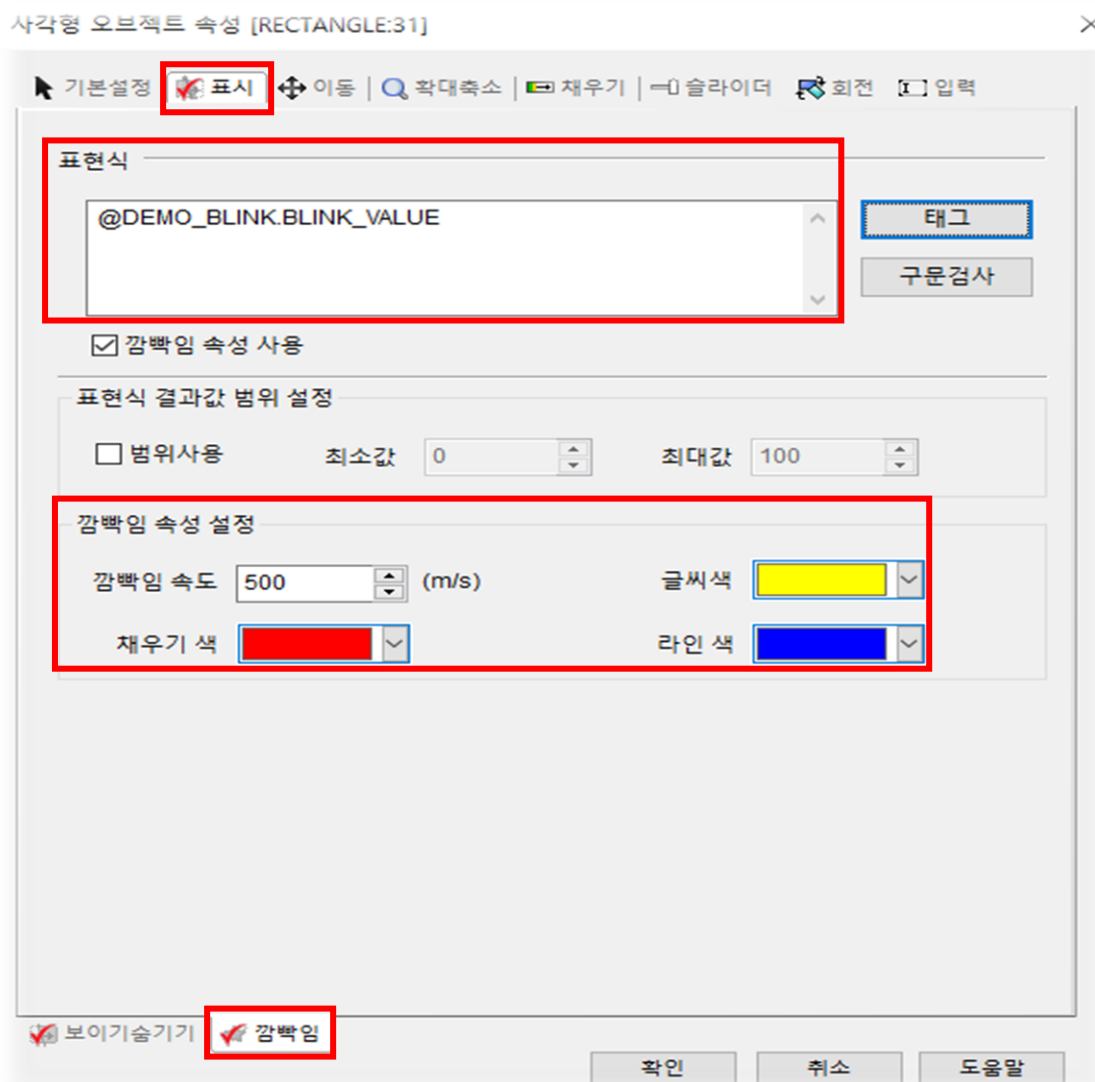 사각형 오브젝트 속성 [RECTANGLE:31]
기본설정 표시 이동 확대축소 채우기 슬라이더 회전 입력
표현식
@DEMO_BLINK.BLINK_VALUE
태그
구문검사
깜빡임 속성 사용
표현식 결과값 범위 설정
범위사용 최소값 0 최대값 100
깜빡임 속성 설정
깜빡임 속도 500 (m/s) 글씨색
채우기 색 라인 색
보이기숨기기 깜빡임
확인 취소 도움말